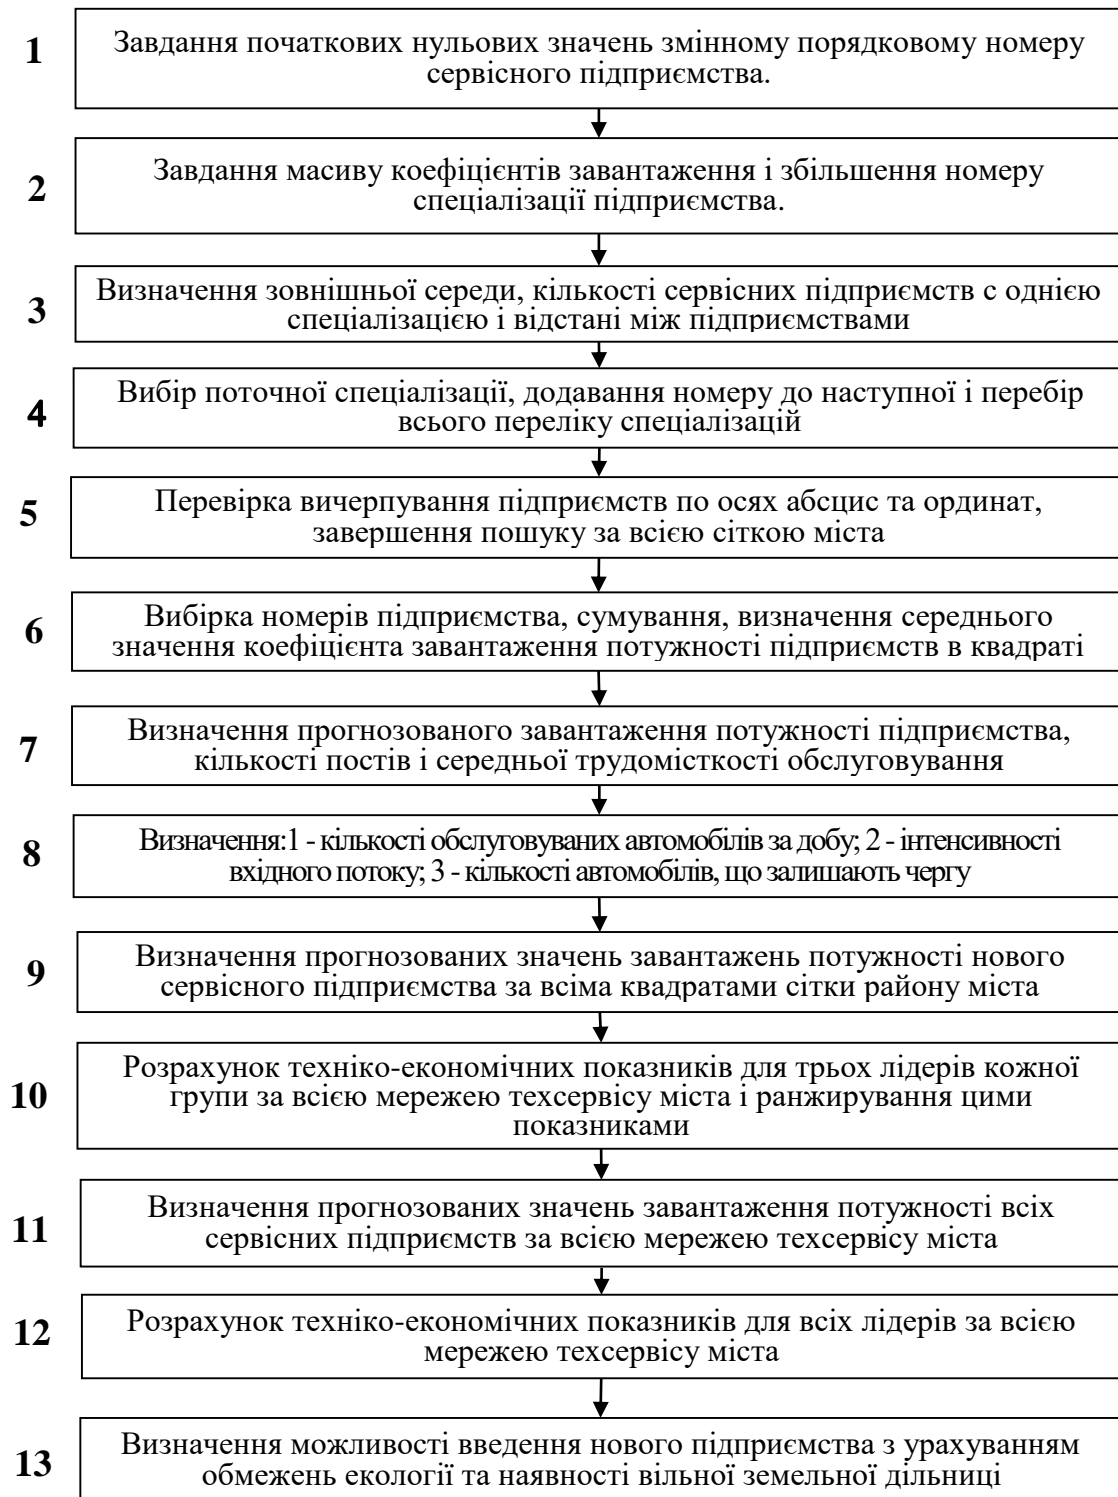 1
Завдання початкових нульових значень змінному порядковому номеру
сервісного підприємства.
2
Завдання масиву коефіцієнтів завантаження і збільшення номеру
спеціалізації підприємства.
3
Визначення зовнішньої середи, кількості сервісних підприємств с однією
спеціалізацією і відстані між підприємствами
4
Вибір поточної спеціалізації, додавання номеру до наступної і перебір
всього переліку спеціалізацій
5
Перевірка вичерпування підприємств по осях абсцис та ординат,
завершення пошуку за всією сіткою міста
6
Вибірка номерів підприємства, сумування, визначення середнього
значення коефіцієнта завантаження потужності підприємств в квадраті
7
Визначення прогнозованого завантаження потужності підприємства,
кількості постів і середньої трудомісткості обслуговування
8
Визначення:1 - кількості обслуговуваних автомобілів за добу; 2 - інтенсивності
вхідного потоку; 3 - кількості автомобілів, що залишають чергу
9
Визначення прогнозованих значень завантажень потужності нового
сервісного підприємства за всіма квадратами сітки району міста
10
Розрахунок техніко-економічних показників для трьох лідерів кожної
групи за всією мережею техсервісу міста і ранжирування цими
показниками
11
Визначення прогнозованих значень завантаження потужності всіх
сервісних підприємств за всією мережею техсервісу міста
12
Розрахунок техніко-економічних показників для всіх лідерів за всією
мережею техсервісу міста
13
Визначення можливості введення нового підприємства з урахуванням
обмежень екології та наявності вільної земельної дільниці